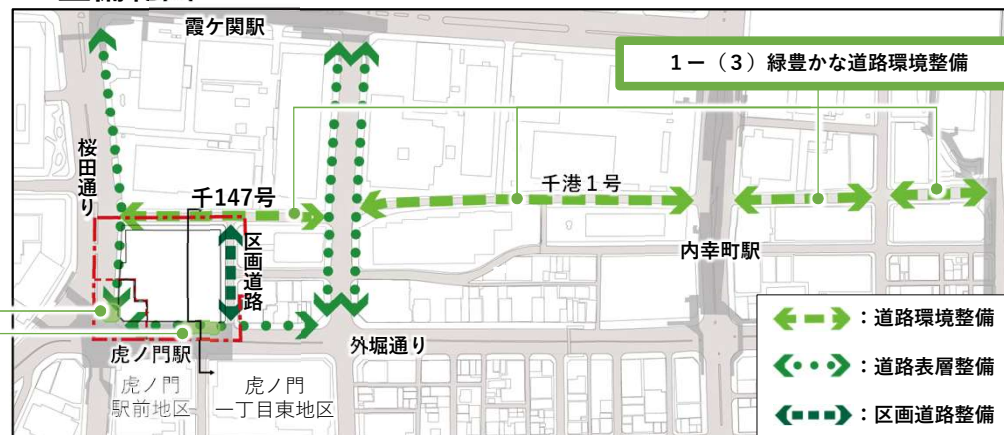 霞ケ関駅
1－（3）緑豊かな道路環境整備
桜田通り
千147号
千港1号
区画道路
内幸町駅
虎ノ門駅
外堀通り
虎ノ門
駅前地区
虎ノ門
一丁目東地区
：道路環境整備
：道路表層整備
：区画道路整備